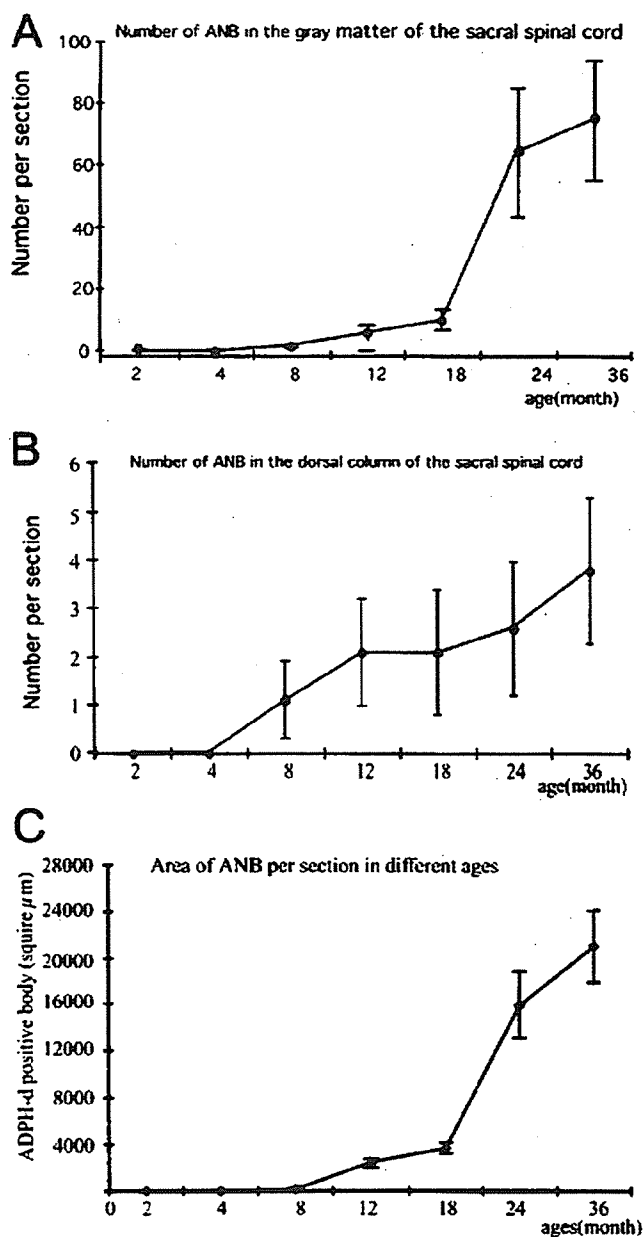 A
Number of ANB in the gray matter of the sacral spinal cord
Number per section
100
80
60
40
20
0
2 4 8 12 18 24 36
age(month)
B
Number of ANB in the dorsal column of the sacral spinal cord
Number per section
6
5
4
3
2
1
0
2 4 8 12 18 24 36
age(month)
C
Area of ANB per section in different ages
ADPH-d positive body (squire µm)
28000
24000
20000
16000
12000
8000
4000
0 2 4 8 12 18 24 36
ages(month)